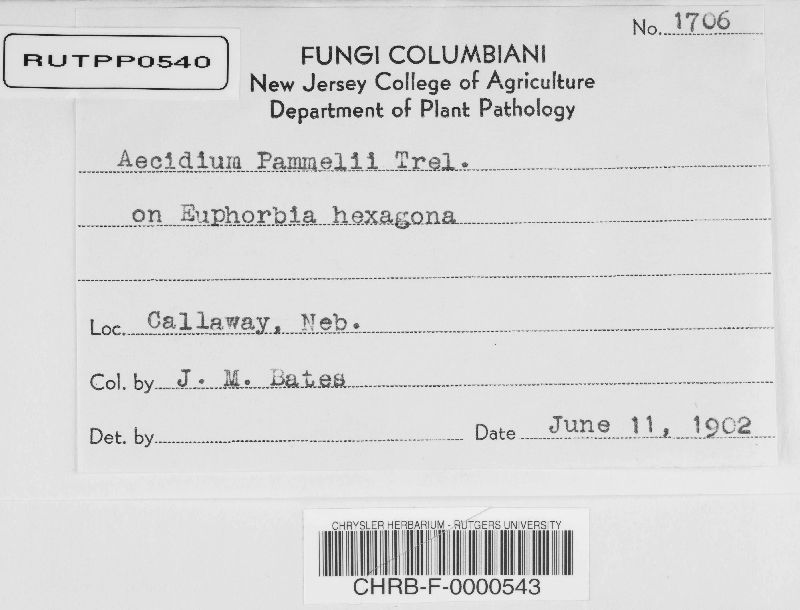 No. 1706
RUTPP0540
FUNGI COLUMBIANI
New Jersey College of Agriculture
Department of Plant Pathology
Aecidium Pammelii Trel.
on Euphorbia hexagona
Loc. Callaway, Neb.
Col. by J. M. Bates
Det. by
Date June 11, 1902
CHRYSLER HERBARIUM - RUTGERS UNIVERSITY
CHRB-F-0000543